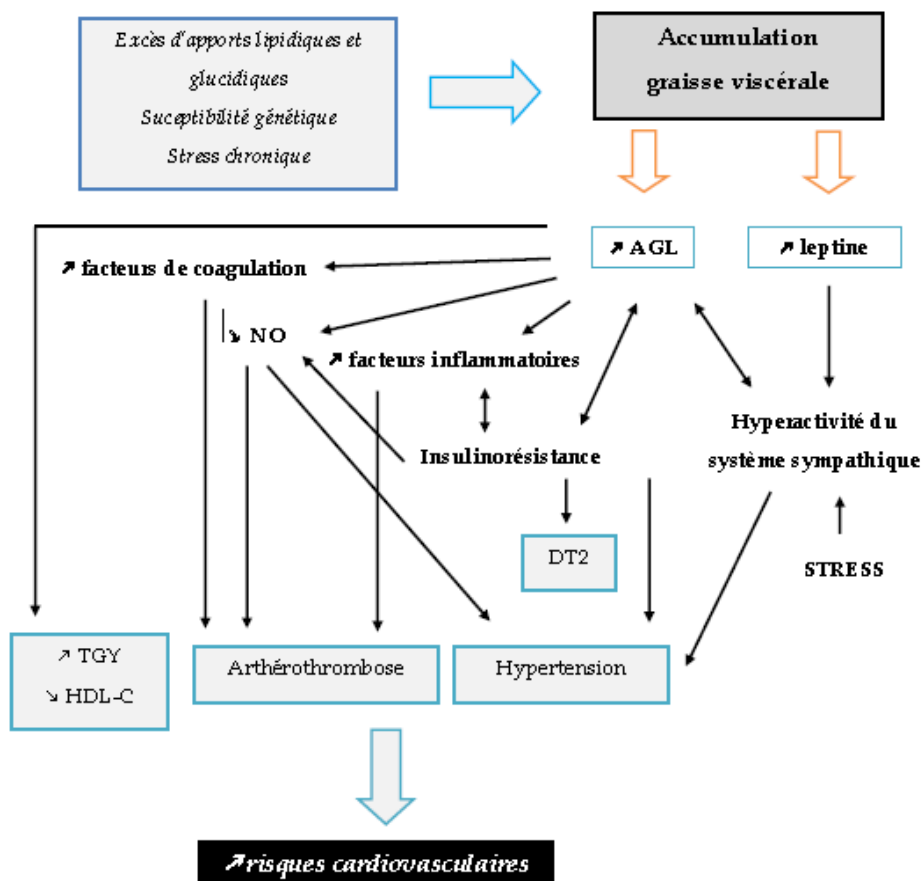 Excès d'apports lipidiques et
glucidiques
Suceptibilité génétique
Stress chronique
Accumulation
graisse viscérale
↗ AGL
↗ leptine
↗ facteurs de coagulation
↘ NO
↗ facteurs inflammatoires
Hyperactivité du
système sympathique
Insulinorésistance
DT2
STRESS
↗ TGY
↘ HDL-C
Arthérothrombose
Hypertension
↗risques cardiovasculaires